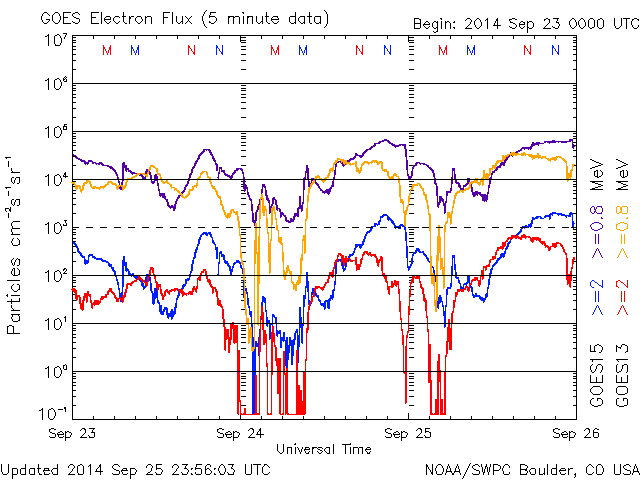 GOES Electron Flux (5 minute data)
Begin: 2014 Sep 23 0000 UTC
M M N N M M N N M M N N
10⁷
10⁶
10⁵
10⁴
10³
10²
10¹
10⁰
10⁻¹
Particles cm⁻²s⁻¹sr⁻¹
GOES15 >=2 >=0.8 MeV
GOES13 >=2 >=0.8 MeV
Sep 23 Sep 24 Sep 25 Sep 26
Universal Time
Updated 2014 Sep 25 23:56:03 UTC
NOAA/SWPC Boulder, CO USA